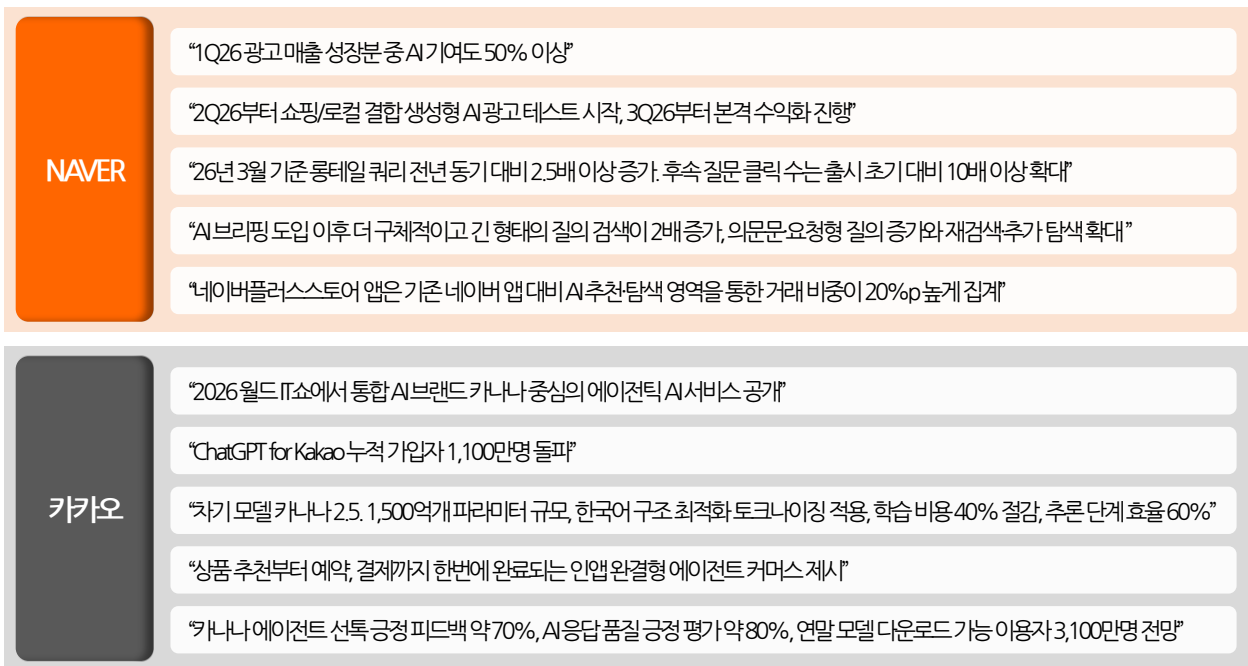 NAVER
“1Q26 광고 매출 성장분 중 AI 기여도 50% 이상”
“2Q26부터 쇼핑/로컬 결합 생성형 AI 광고 테스트 시작, 3Q26부터 본격 수익화 진행”
“26년 3월 기준 롱테일 쿼리 전년 동기 대비 2.5배 이상 증가. 후속 질문 클릭 수는 출시 초기 대비 10배 이상 확대”
“AI 브리핑 도입 이후 더 구체적이고 긴 형태의 질의 검색이 2배 증가, 의문문·요청형 질의 증가와 재검색·추가 탐색 확대”
“네이버플러스스토어 앱은 기존 네이버 앱 대비 AI 추천·탐색 영역을 통한 거래 비중이 20%p 높게 집계”
카카오
“2026 월드 IT쇼에서 통합 AI 브랜드 카나나 중심의 에이전틱 AI 서비스 공개”
“ChatGPT for Kakao 누적 가입자 1,100만명 돌파”
“차기 모델 카나나 2.5. 1,500억개 파라미터 규모, 한국어 구조 최적화 토크나이징 적용, 학습 비용 40% 절감, 추론 단계 효율 60%”
“상품 추천부터 예약, 결제까지 한번에 완료되는 인앱 완결형 에이전트 커머스 제시”
“카나나 에이전트 선톡 긍정 피드백 약 70%, AI 응답 품질 긍정 평가 약 80%, 연말 모델 다운로드 가능 이용자 3,100만명 전망”